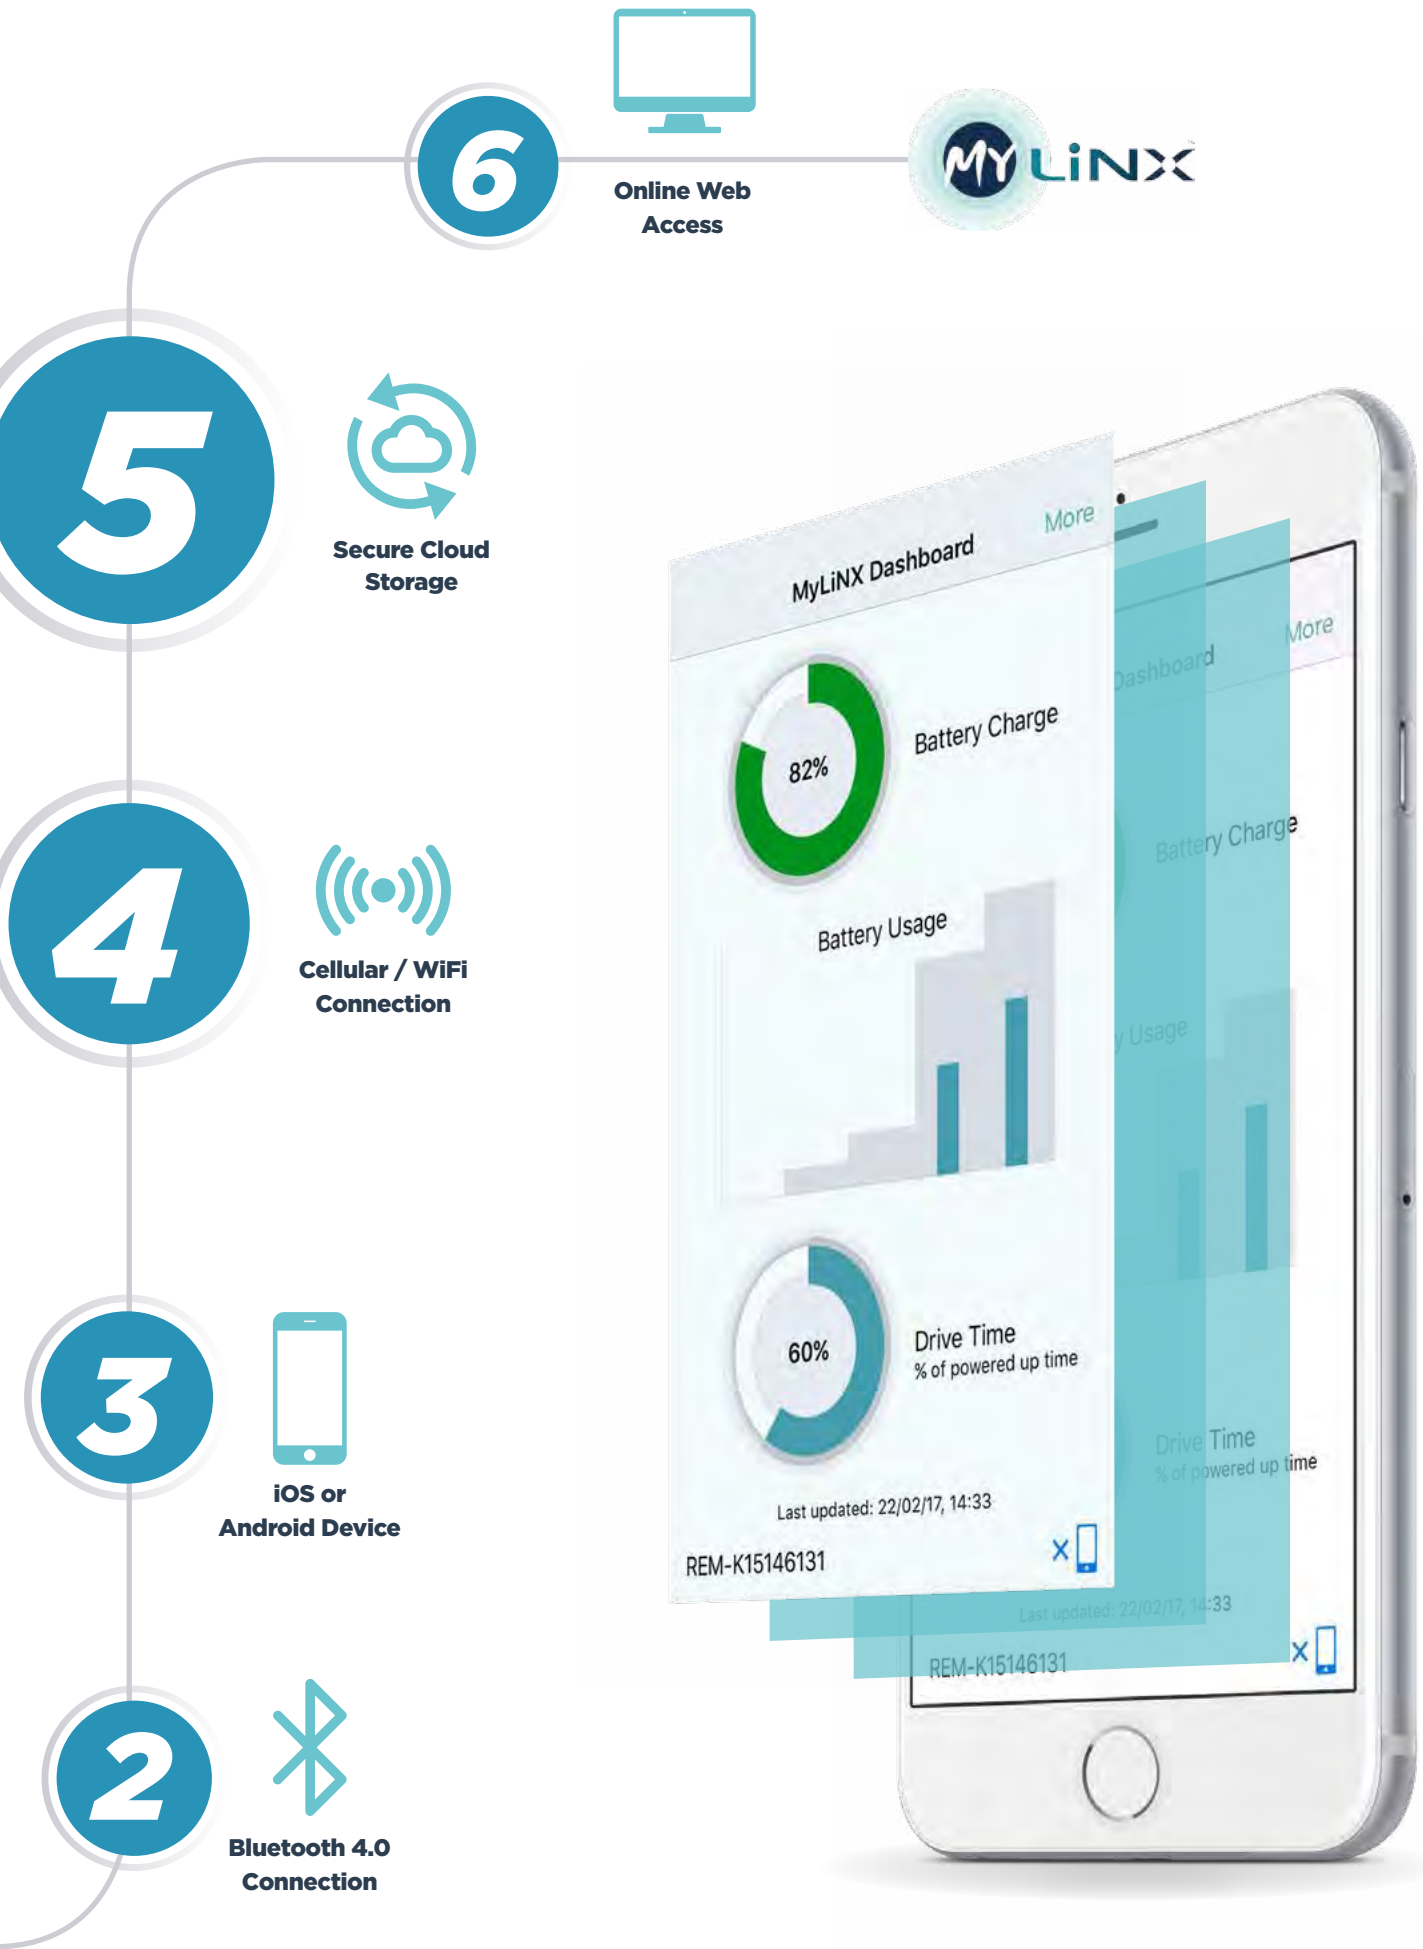 6
Online Web
Access
MY LiNX
5
Secure Cloud
Storage
4
Cellular / WiFi
Connection
3
iOS or
Android Device
2
Bluetooth 4.0
Connection
MyLiNX Dashboard
More
82%
Battery Charge
Battery Usage
60%
Drive Time
% of powered up time
Last updated: 22/02/17, 14:33
REM-K15146131
Dashboard
More
Battery Charge
y Usage
Drive Time
% of powered up time
Last updated: 22/02/17, 14:33
REM-K15146131